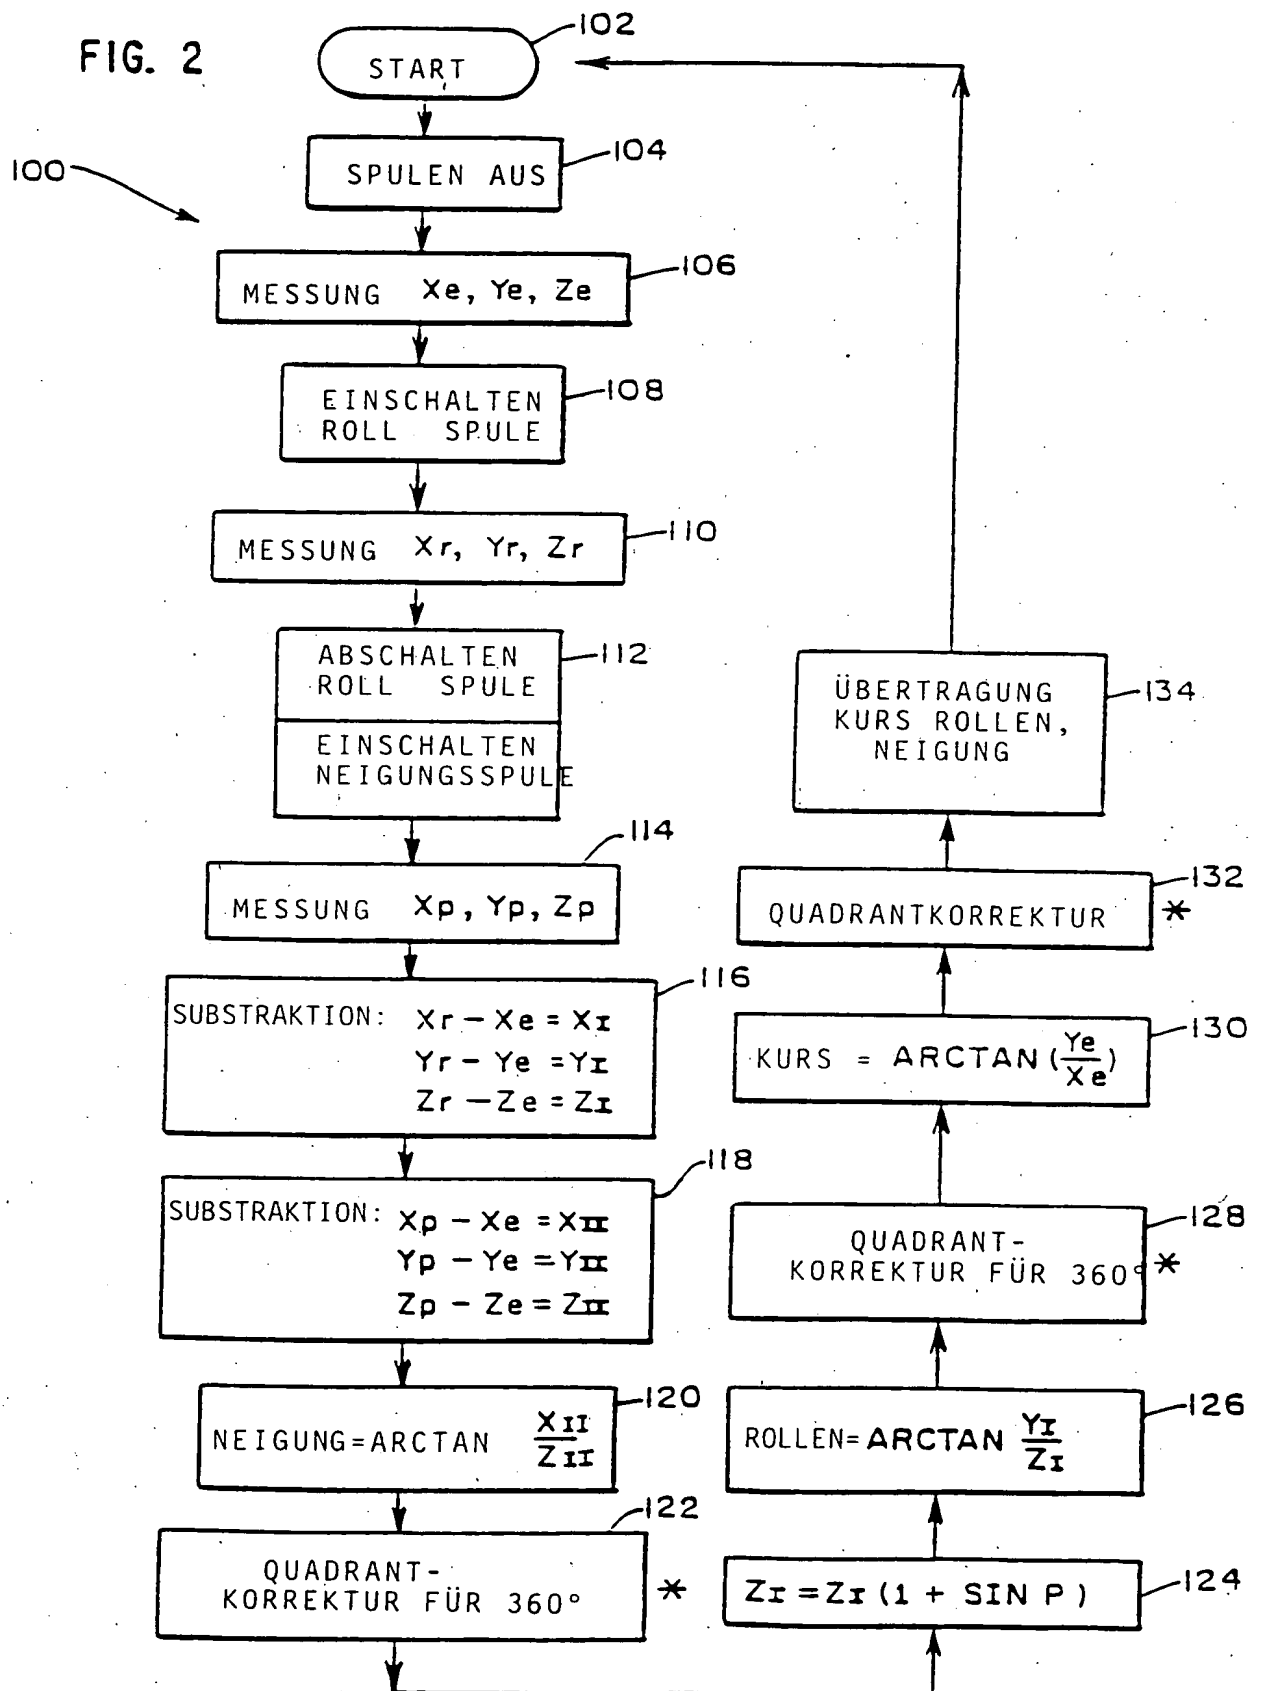 FIG. 2
102
START
104
SPULEN AUS
100
106
MESSUNG Xe, Ye, Ze
108
EINSCHALTEN
ROLL SPULE
110
MESSUNG Xr, Yr, Zr
112
ABSCHALTEN
ROLL SPULE
EINSCHALTEN
NEIGUNGSSPULE
114
MESSUNG Xp, Yp, Zp
116
SUBSTRAKTION: Xr - Xe = XI
Yr - Ye = YI
Zr - Ze = ZI
118
SUBSTRAKTION: Xp - Xe = XII
Yp - Ye = YII
Zp - Ze = ZII
120
NEIGUNG=ARCTAN XII
ZII
122
QUADRANT-
KORREKTUR FÜR 360° *
124
ZI = ZI (1 + SIN P)
126
ROLLEN= ARCTAN YI
ZI
128
QUADRANT-
KORREKTUR FÜR 360° *
130
KURS = ARCTAN (Ye
Xe)
132
QUADRANTKORREKTUR *
134
ÜBERTRAGUNG
KURS ROLLEN,
NEIGUNG